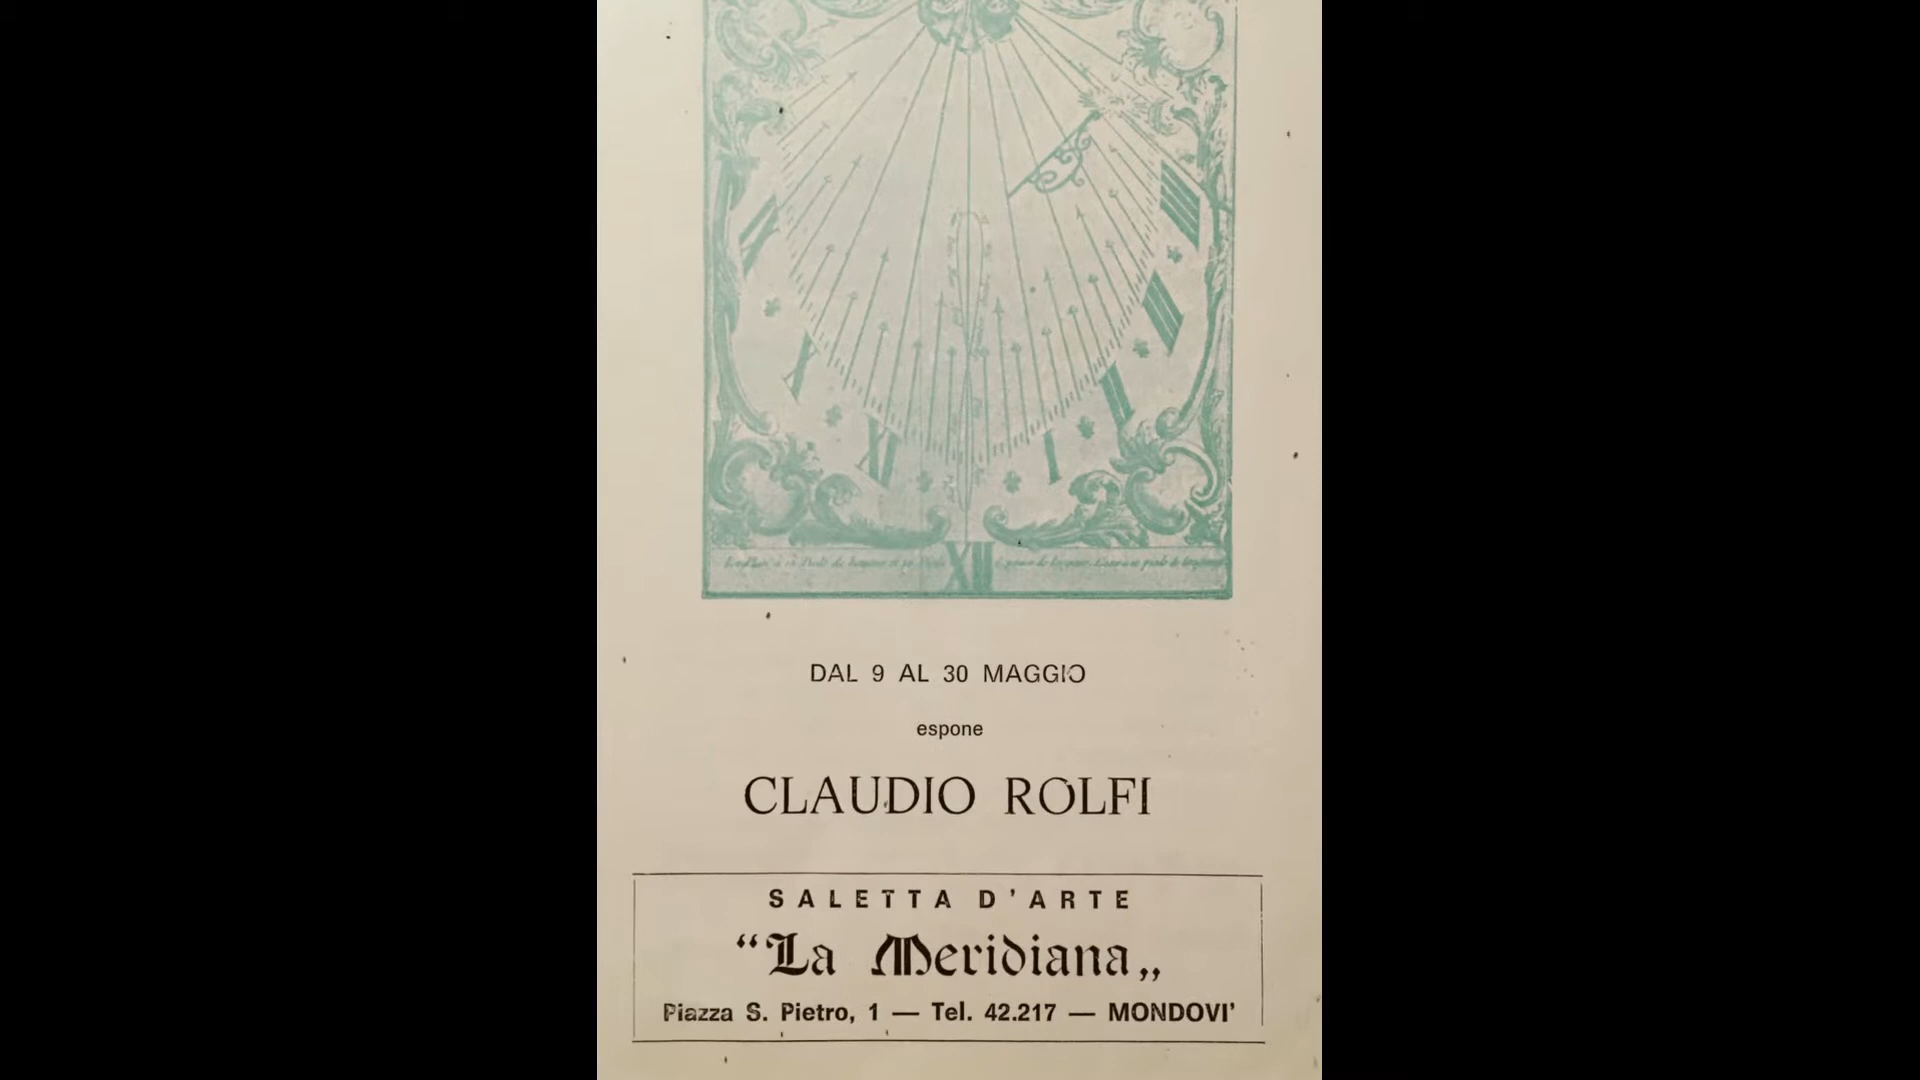 XII
DAL 9 AL 30 MAGGIO
espone
CLAUDIO ROLFI
SALETTA D'ARTE
“La Meridiana„
Piazza S. Pietro, 1 — Tel. 42.217 — MONDOVI'